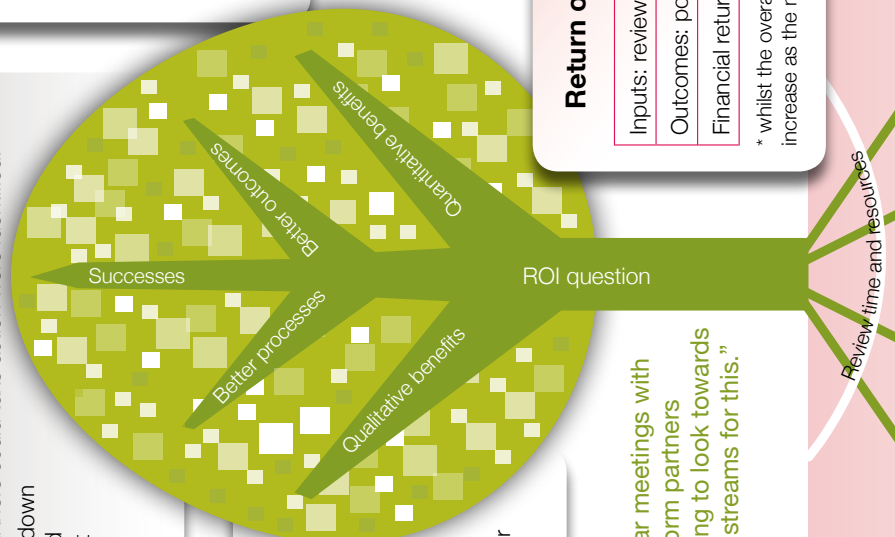 Successes
Better outcomes
Better processes
Quantitative benefits
Qualitative benefits
ROI question
Review time and resources
Return o
Inputs: review
Outcomes: po
Financial retur
* whilst the overa
increase as the r
ar meetings with
orm partners
ng to look towards
streams for this.”
down